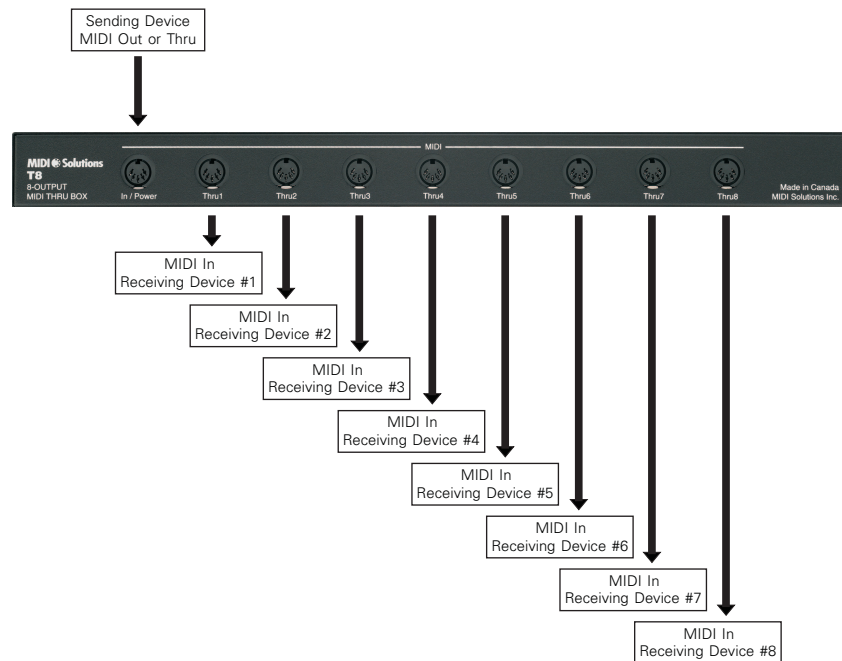 Sending Device
MIDI Out or Thru
MIDI
MIDI Solutions
T8
8-OUTPUT
MIDI THRU BOX
In / Power
Thru1
Thru2
Thru3
Thru4
Thru5
Thru6
Thru7
Thru8
Made in Canada
MIDI Solutions Inc.
MIDI In
Receiving Device #1
MIDI In
Receiving Device #2
MIDI In
Receiving Device #3
MIDI In
Receiving Device #4
MIDI In
Receiving Device #5
MIDI In
Receiving Device #6
MIDI In
Receiving Device #7
MIDI In
Receiving Device #8